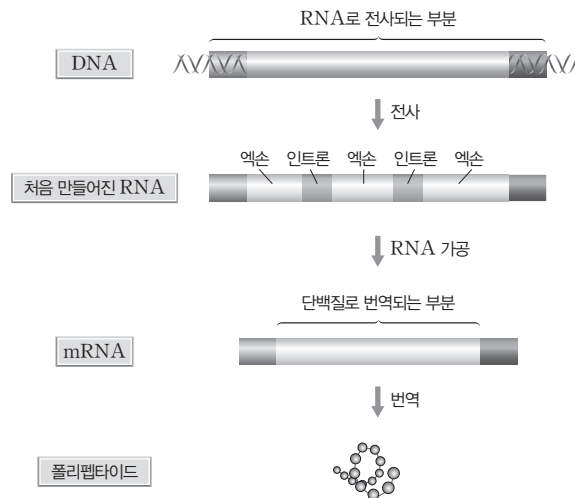 RNA로 전사되는 부분
DNA
전사
엑손 인트론 엑손 인트론 엑손
처음 만들어진 RNA
RNA 가공
단백질로 번역되는 부분
mRNA
번역
폴리펩타이드